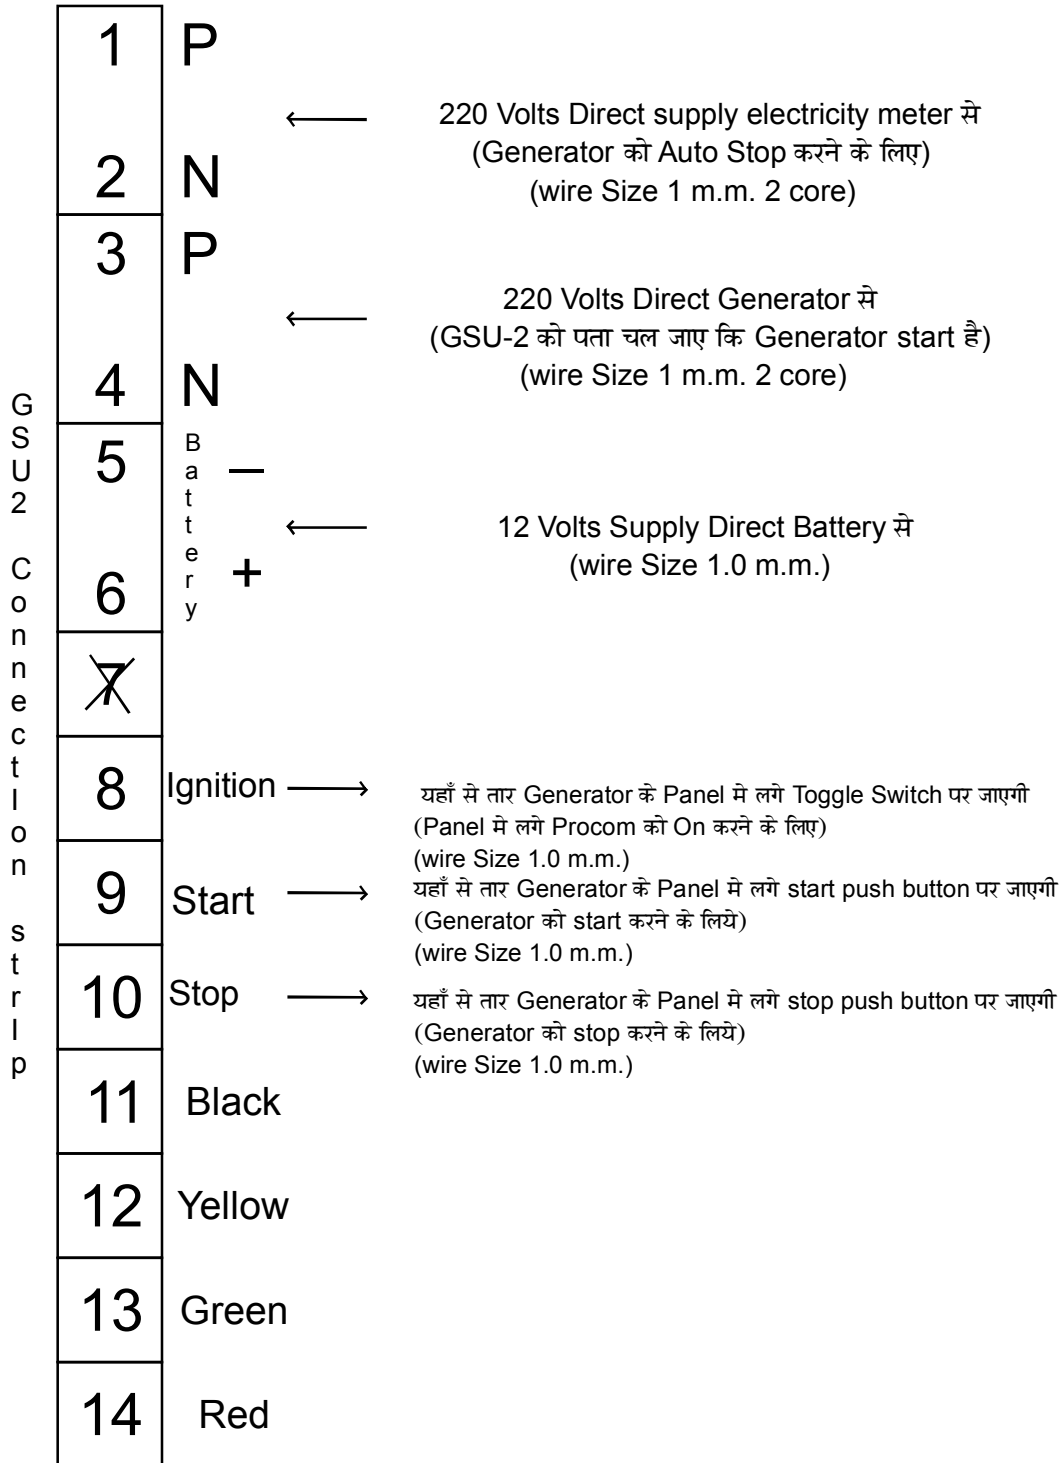 GSU2 ConnectIon strIp
1 P
220 Volts Direct supply electricity meter से
(Generator को Auto Stop करने के लिए)
2 N
(wire Size 1 m.m. 2 core)
3 P
220 Volts Direct Generator से
(GSU-2 को पता चल जाए कि Generator start है)
4 N
(wire Size 1 m.m. 2 core)
5 −
Battery
12 Volts Supply Direct Battery से
6 +
(wire Size 1.0 m.m.)
7
8 Ignition
यहाँ से तार Generator के Panel मे लगे Toggle Switch पर जाएगी
(Panel मे लगे Procom को On करने के लिए)
(wire Size 1.0 m.m.)
9 Start
यहाँ से तार Generator के Panel मे लगे start push button पर जाएगी
(Generator को start करने के लिये)
(wire Size 1.0 m.m.)
10 Stop
यहाँ से तार Generator के Panel मे लगे stop push button पर जाएगी
(Generator को stop करने के लिये)
(wire Size 1.0 m.m.)
11 Black
12 Yellow
13 Green
14 Red